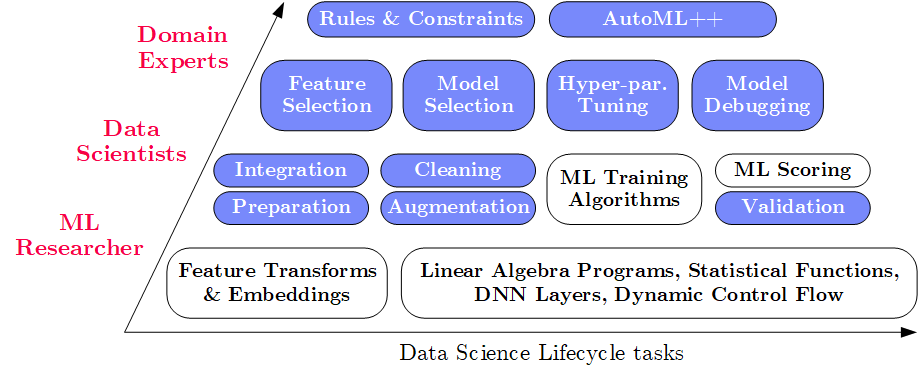 Rules & Constraints
AutoML++
Domain
Experts
Feature
Selection
Model
Selection
Hyper-par.
Tuning
Model
Debugging
Data
Scientists
Integration
Cleaning
ML Training
Algorithms
ML Scoring
Preparation
Augmentation
Validation
ML
Researcher
Feature Transforms
& Embeddings
Linear Algebra Programs, Statistical Functions,
DNN Layers, Dynamic Control Flow
Data Science Lifecycle tasks